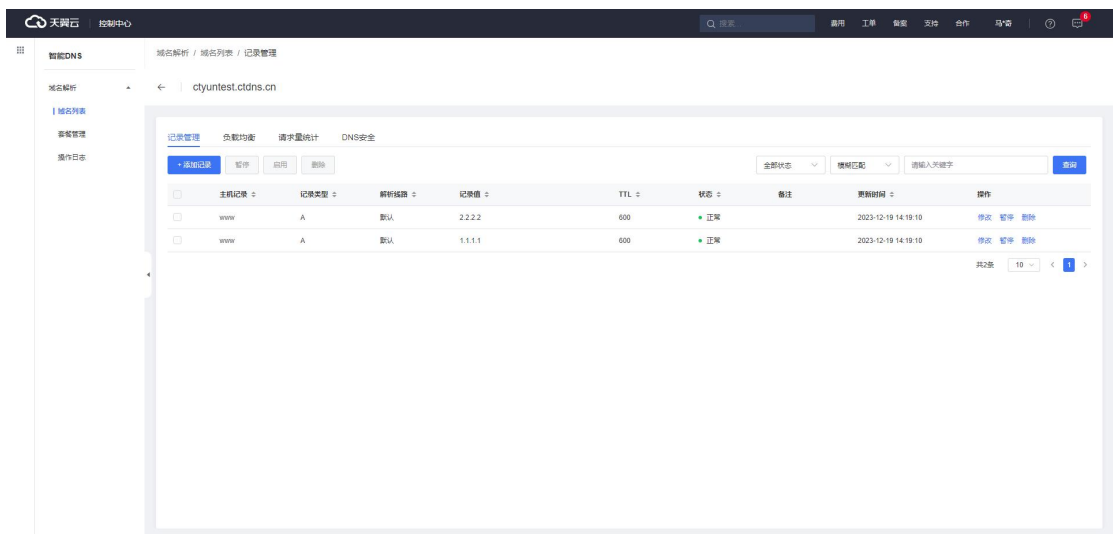 天翼云 控制中心 搜索 费用 工单 备案 支持 合作 马*奇 6
智能DNS
域名解析 / 域名列表 / 记录管理
域名解析
ctyuntest.ctdns.cn
域名列表
套餐管理
操作日志
记录管理 负载均衡 请求量统计 DNS安全
+ 添加记录 暂停 启用 删除 全部状态 模糊匹配 请输入关键字 查询
主机记录 记录类型 解析线路 记录值 TTL 状态 备注 更新时间 操作
www A 默认 2.2.2.2 600 正常 2023-12-19 14:19:10 修改 暂停 删除
www A 默认 1.1.1.1 600 正常 2023-12-19 14:19:10 修改 暂停 删除
共2条 10 1